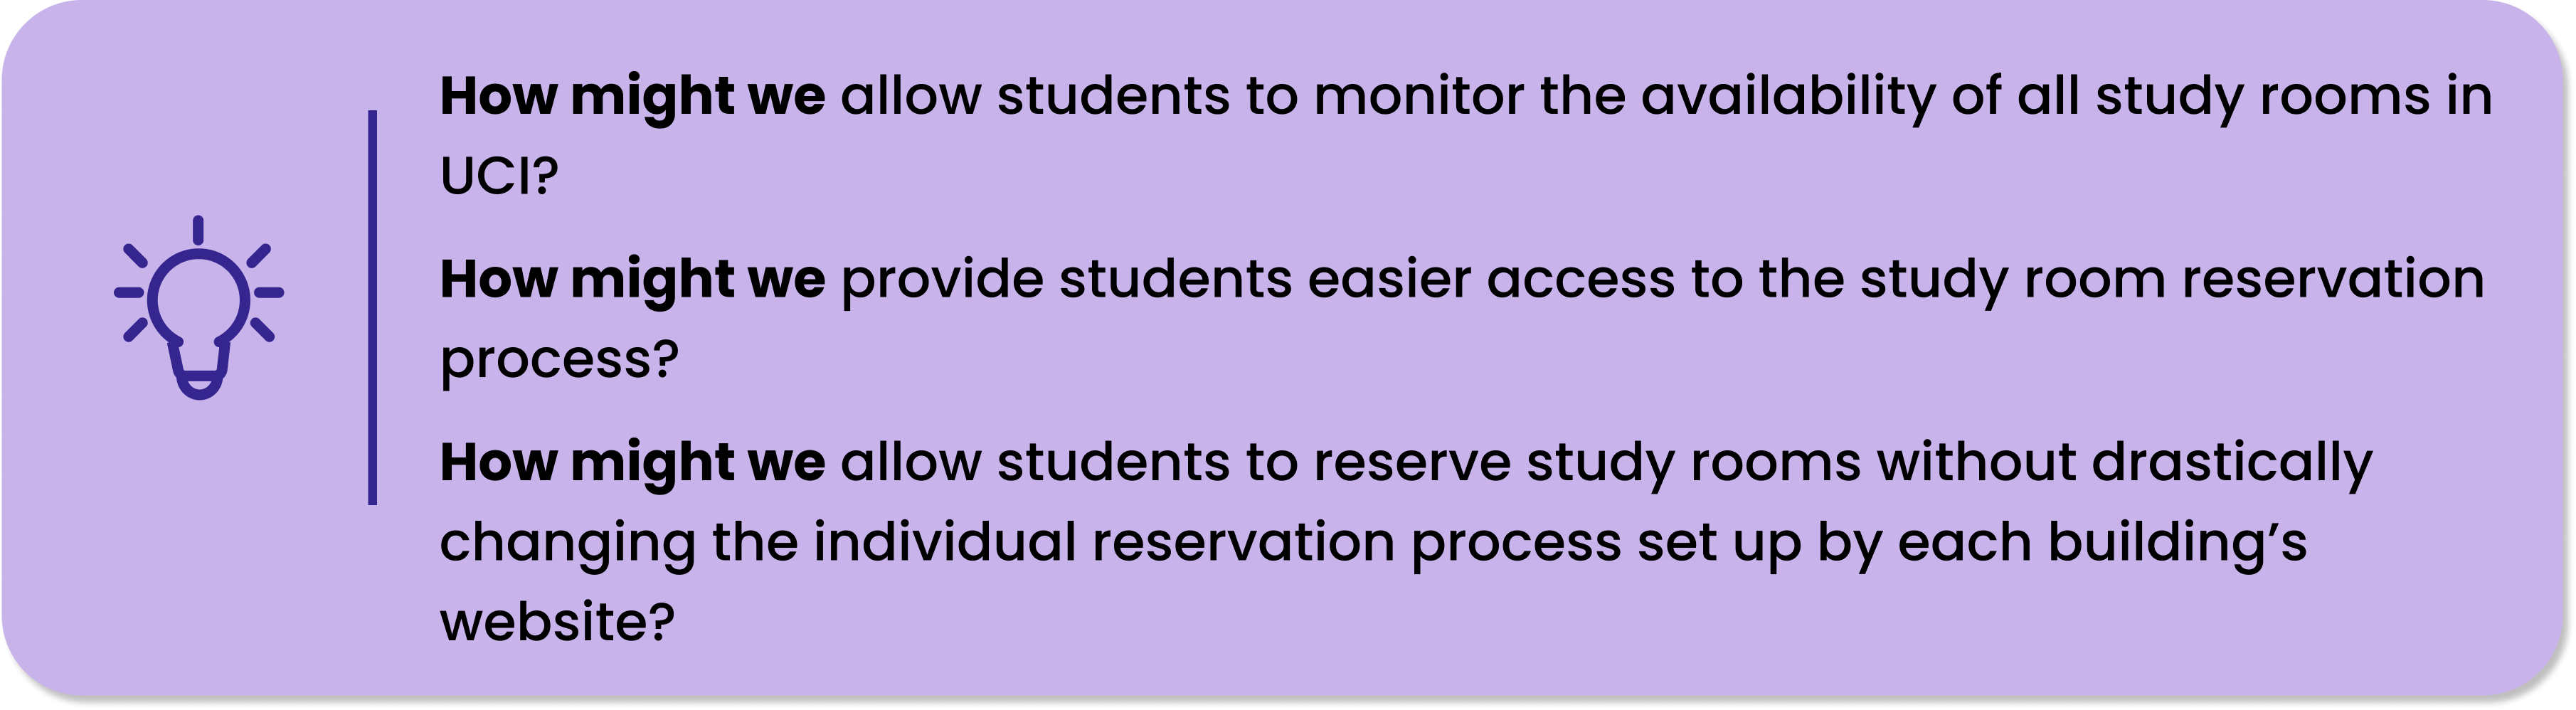 How might we allow students to monitor the availability of all study rooms in
UCI?
How might we provide students easier access to the study room reservation
process?
How might we allow students to reserve study rooms without drastically
changing the individual reservation process set up by each building’s
website?